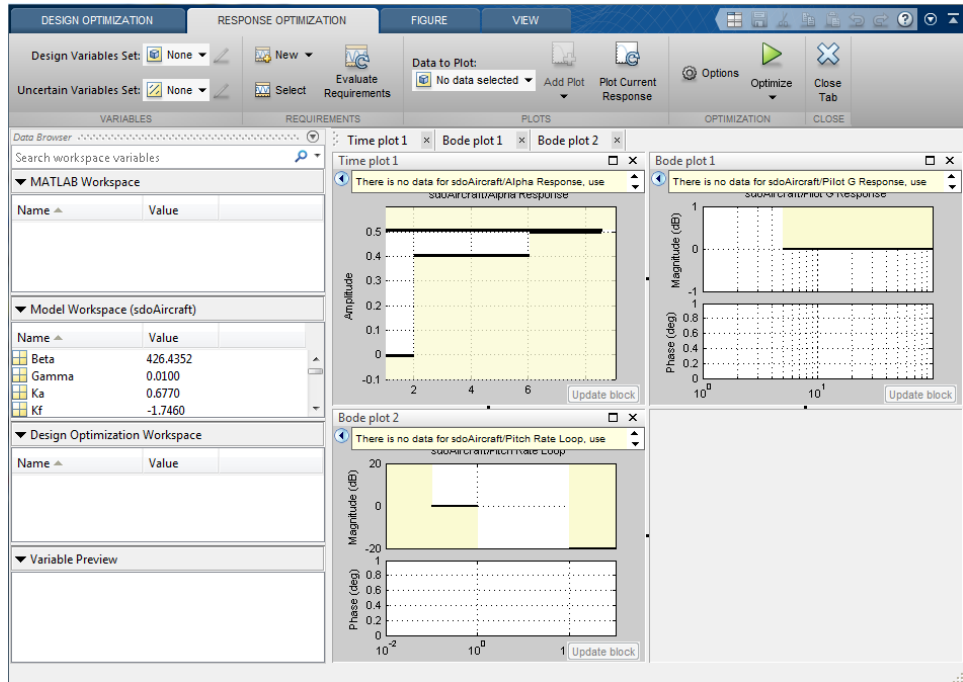 DESIGN OPTIMIZATION RESPONSE OPTIMIZATION FIGURE VIEW
Design Variables Set: None
Uncertain Variables Set: None
VARIABLES
New
Select
Evaluate
Requirements
REQUIREMENTS
Data to Plot:
No data selected
Add Plot
Plot Current
Response
PLOTS
Options
Optimize
OPTIMIZATION
Close
Tab
CLOSE
Data Browser
Search workspace variables
MATLAB Workspace
Name Value
Model Workspace (sdoAircraft)
Name Value
Beta 426.4352
Gamma 0.0100
Ka 0.6770
Kf -1.7460
Design Optimization Workspace
Name Value
Variable Preview
Time plot 1 × Bode plot 1 × Bode plot 2 ×
Time plot 1
There is no data for sdoAircraft/Alpha Response, use
sdoAircraft/Alpha Response
Amplitude
0.5
0.4
0.3
0.2
0.1
0
-0.1
2 4 6
Update block
Bode plot 1
There is no data for sdoAircraft/Pilot G Response, use
sdoAircraft/Pilot G Response
Magnitude (dB)
1
0
-1
Phase (deg)
1
0.8
0.6
0.4
0.2
0
10^0 10^1
Update block
Bode plot 2
There is no data for sdoAircraft/Pitch Rate Loop, use
sdoAircraft/Pitch Rate Loop
Magnitude (dB)
20
0
-20
Phase (deg)
1
0.8
0.6
0.4
0.2
0
10^-2 10^0 1
Update block